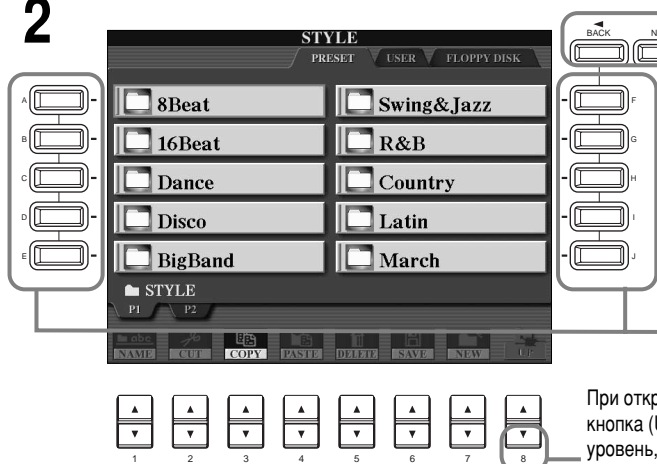 2
STYLE
BACK
PRESET USER FLOPPY DISK
A 8Beat Swing&Jazz F
B 16Beat R&B G
C Dance Country H
D Disco Latin I
E BigBand March J
STYLE
P1 P2
abc
NAME CUT COPY PASTE DELETE SAVE NEW UP
При
кнопка
уровень,
1 2 3 4 5 6 7 8